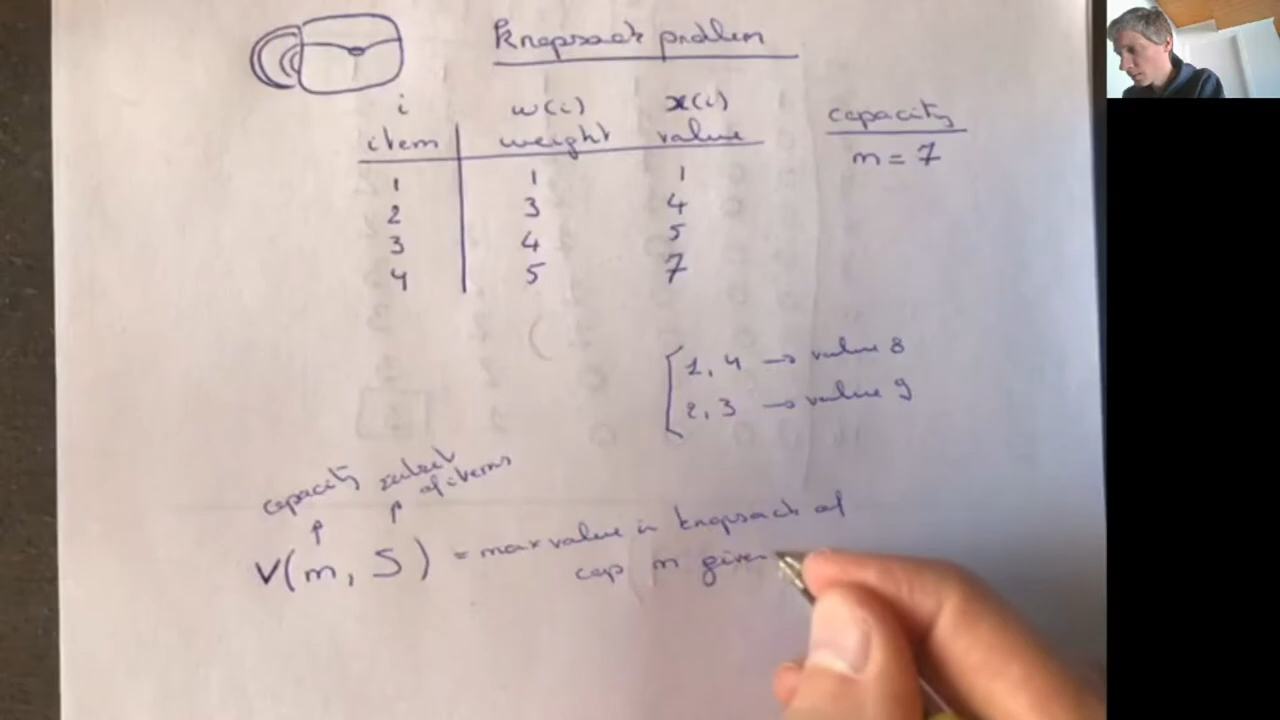 Knapsack problem
i w(i) x(i)
item weight value
capacity
m = 7
1 1 1
2 3 4
3 4 5
4 5 7
1, 4 → value 8
2, 3 → value 9
capacity subset
of items
V(m, S) = max value in knapsack of
cap m given